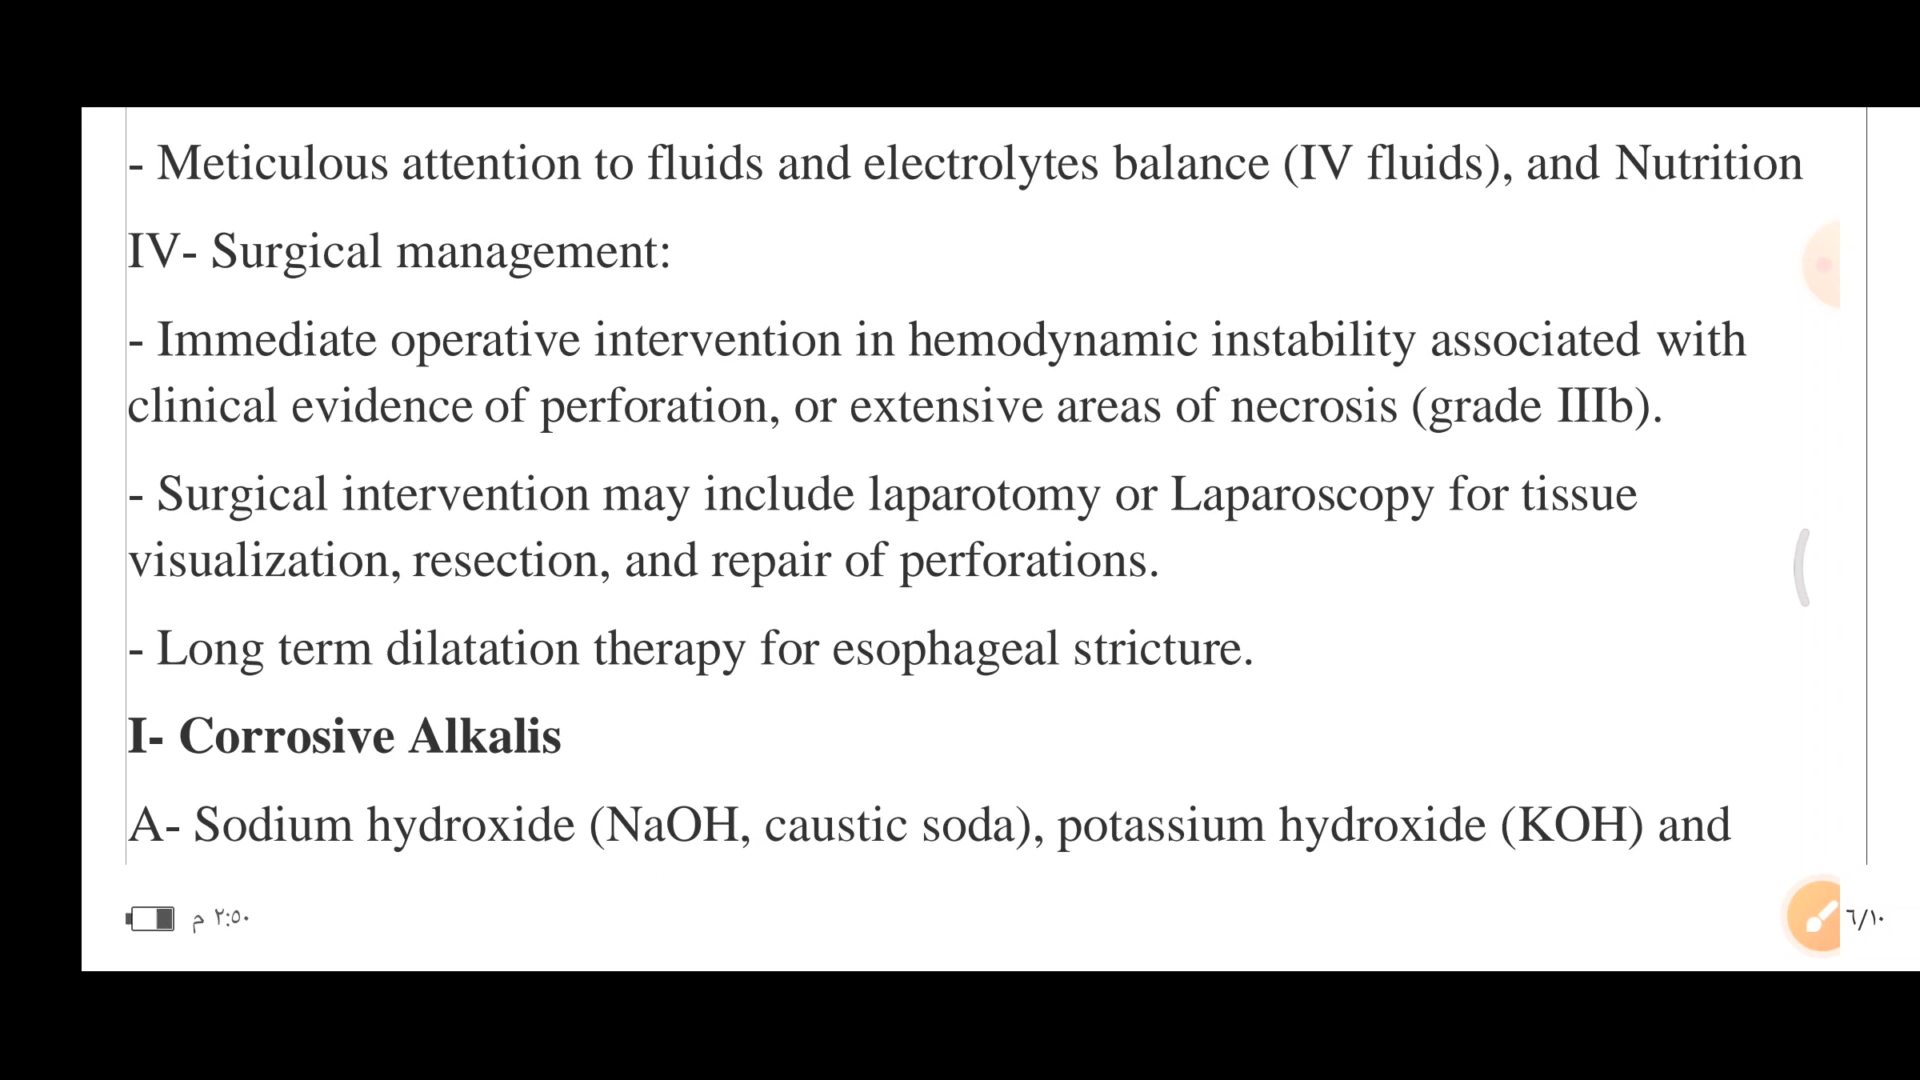 - Meticulous attention to fluids and electrolytes balance (IV fluids), and Nutrition
IV- Surgical management:
- Immediate operative intervention in hemodynamic instability associated with
clinical evidence of perforation, or extensive areas of necrosis (grade IIIb).
- Surgical intervention may include laparotomy or Laparoscopy for tissue
visualization, resection, and repair of perforations.
- Long term dilatation therapy for esophageal stricture.
I- Corrosive Alkalis
A- Sodium hydroxide (NaOH, caustic soda), potassium hydroxide (KOH) and
٢:٥٠ م
٦/١٠